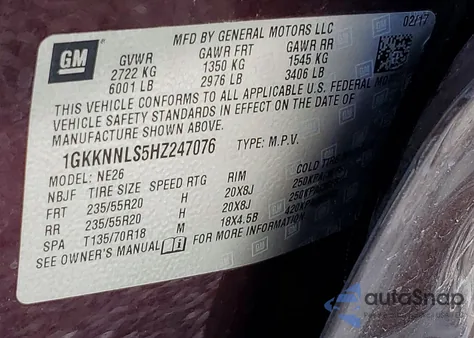 GM
MFD BY GENERAL MOTORS LLC
02/17
GVWR GAWR FRT GAWR RR
2722 KG 1350 KG 1545 KG
6001 LB 2976 LB 3406 LB
THIS VEHICLE CONFORMS TO ALL APPLICABLE U.S. FEDERAL MOTOR
VEHICLE SAFETY STANDARDS IN EFFECT ON THE DATE OF
MANUFACTURE SHOWN ABOVE.
1GKKNNLS5HZ247076 TYPE: M.P.V.
MODEL: NE26
NBJF TIRE SIZE SPEED RTG RIM COLD
FRT 235/55R20 H 20X8J
RR 235/55R20 H 20X8J
SPA T135/70R18 M 18X4.5B
SEE OWNER'S MANUAL FOR MORE INFORMATION.
GM
autoSnap